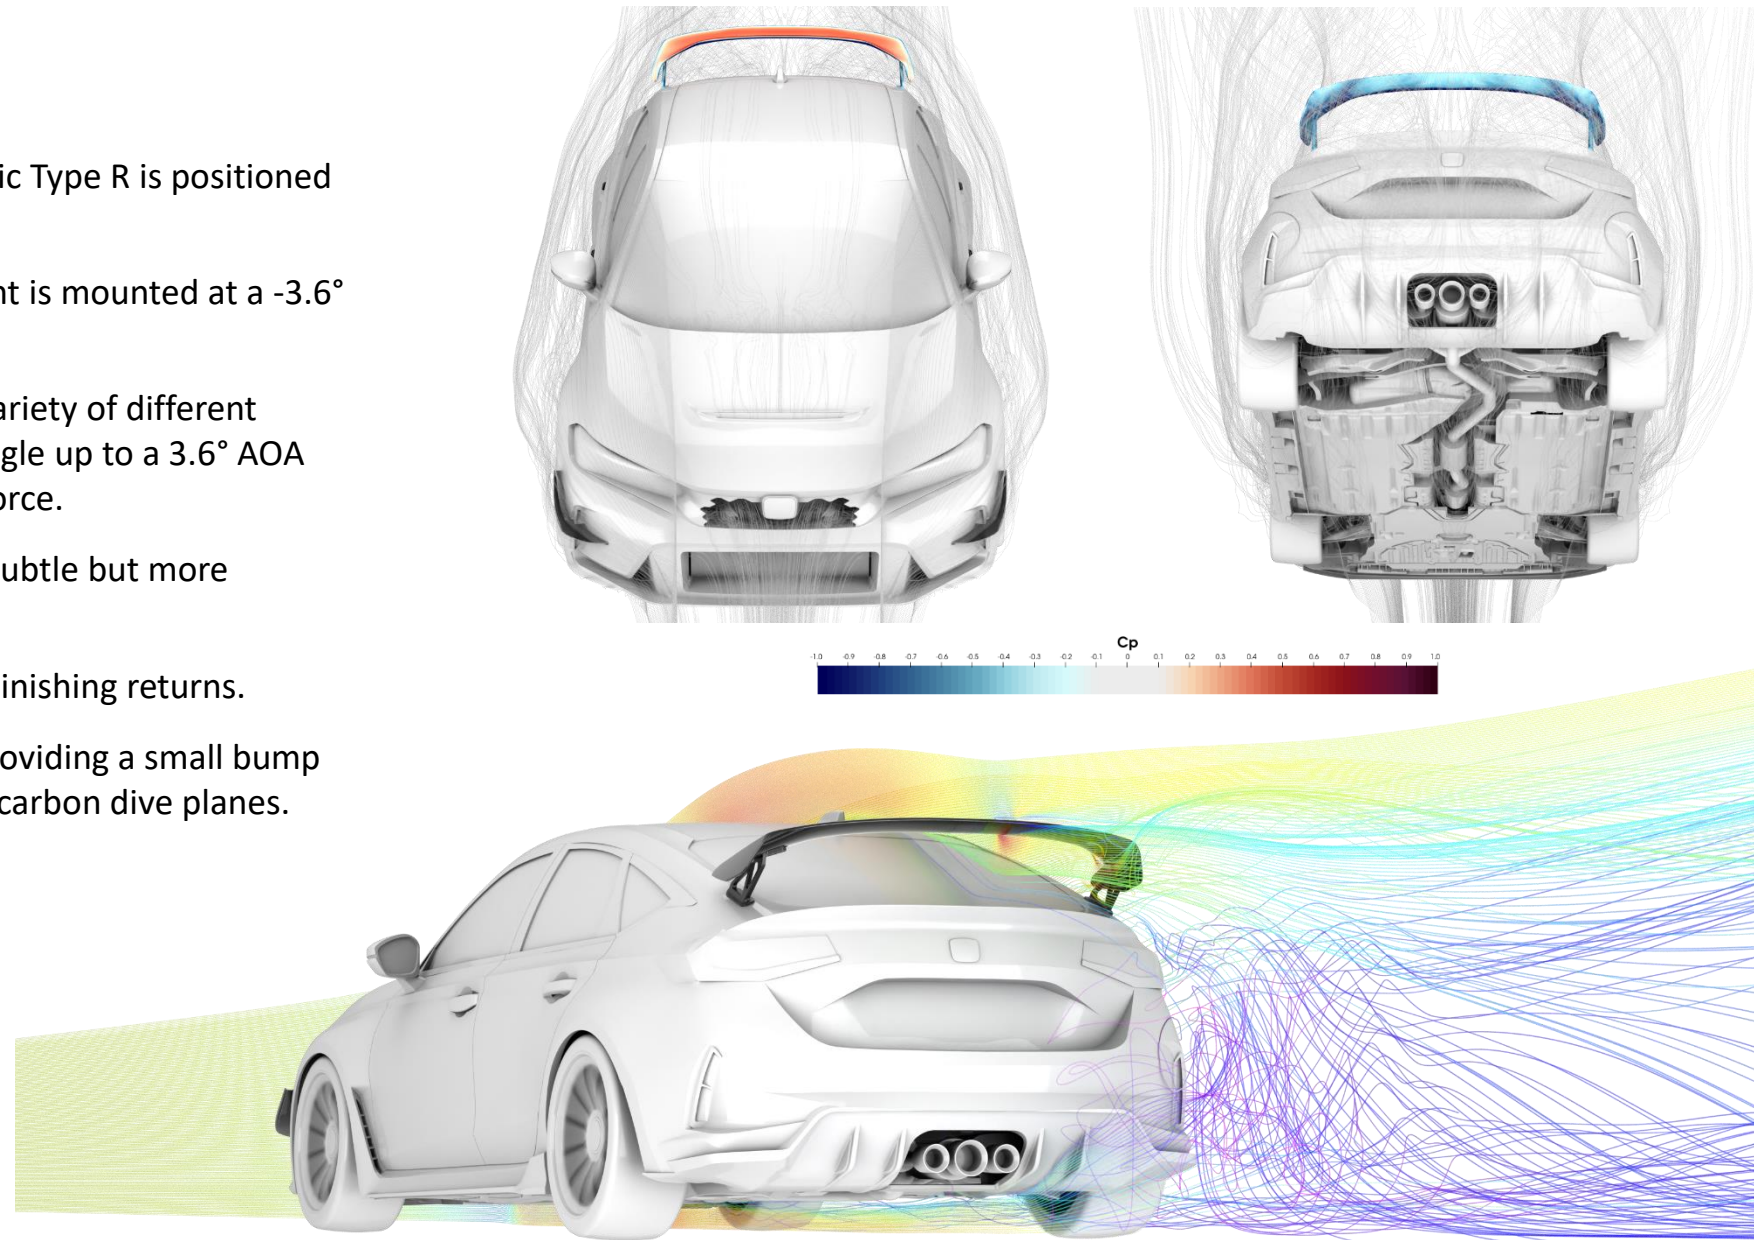 ic Type R is positioned
nt is mounted at a -3.6°
ariety of different
gle up to a 3.6° AOA
orce.
ubtle but more
inishing returns.
oviding a small bump
carbon dive planes.
Cp
-1.0 -0.9 -0.8 -0.7 -0.6 -0.5 -0.4 -0.3 -0.2 -0.1 0 0.1 0.2 0.3 0.4 0.5 0.6 0.7 0.8 0.9 1.0